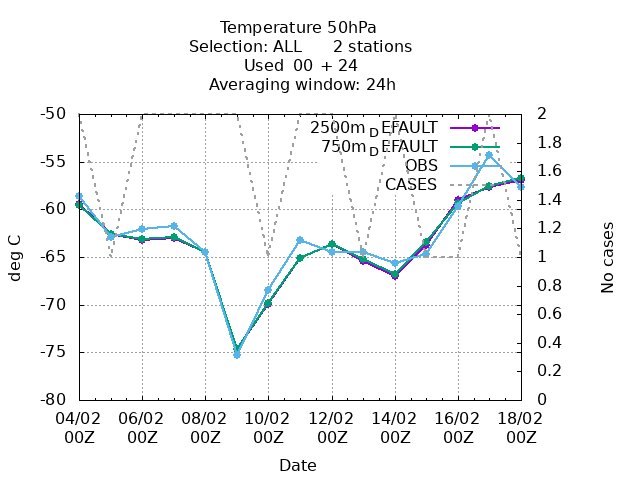 Temperature 50hPa
Selection: ALL 2 stations
Used 00 + 24
Averaging window: 24h
2500m_DEFAULT
750m_DEFAULT
OBS
CASES
-50
-55
-60
-65
-70
-75
-80
deg C
2
1.8
1.6
1.4
1.2
1
0.8
0.6
0.4
0.2
0
No cases
04/02 06/02 08/02 10/02 12/02 14/02 16/02 18/02
00Z 00Z 00Z 00Z 00Z 00Z 00Z 00Z
Date